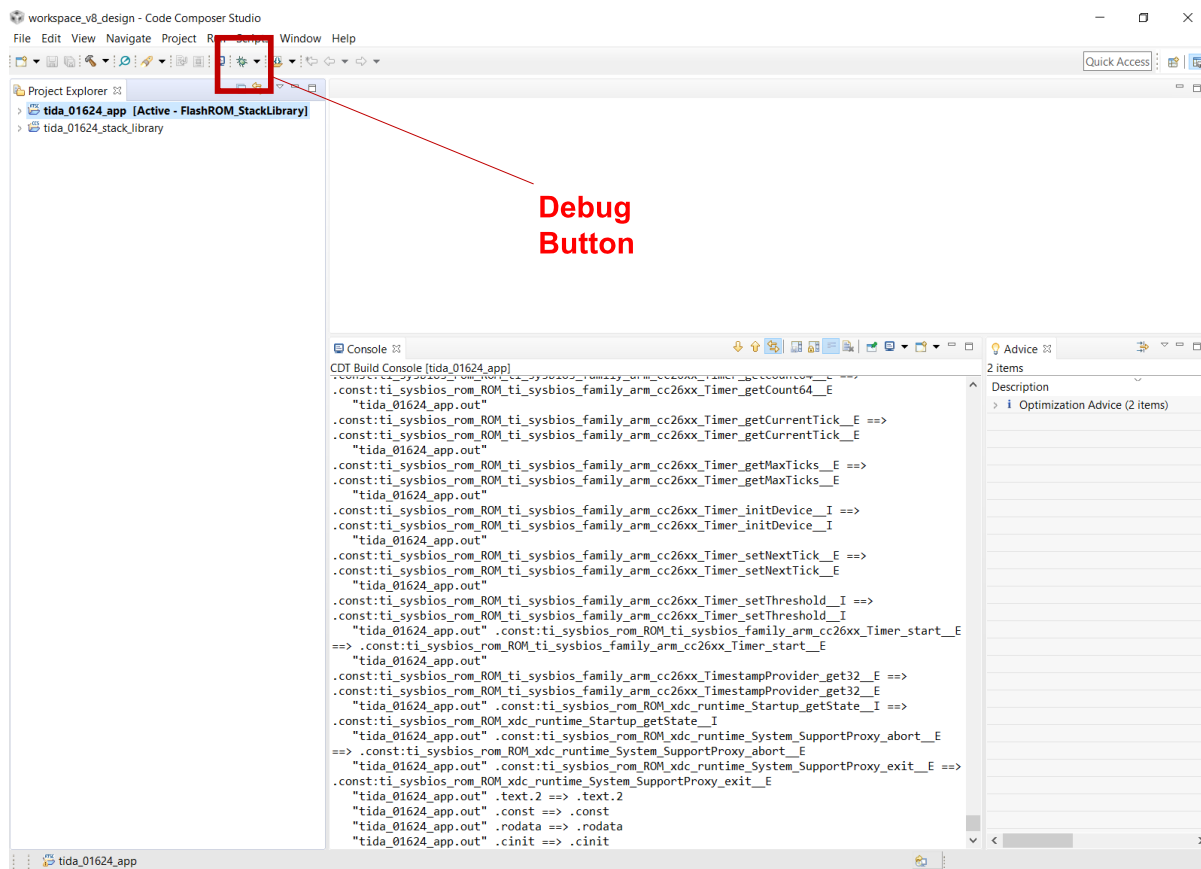 workspace_v8_design - Code Composer Studio
File Edit View Navigate Project Run Scripts Window Help
Quick Access
Project Explorer
tida_01624_app [Active - FlashROM_StackLibrary]
tida_01624_stack_library
Debug
Button
Console
CDT Build Console [tida_01624_app]
.const:ti_sysbios_rom_ROM_ti_sysbios_family_arm_cc26xx_Timer_getCount64__E ==>
.const:ti_sysbios_rom_ROM_ti_sysbios_family_arm_cc26xx_Timer_getCount64__E
"tida_01624_app.out"
.const:ti_sysbios_rom_ROM_ti_sysbios_family_arm_cc26xx_Timer_getCurrentTick__E ==>
.const:ti_sysbios_rom_ROM_ti_sysbios_family_arm_cc26xx_Timer_getCurrentTick__E
"tida_01624_app.out"
.const:ti_sysbios_rom_ROM_ti_sysbios_family_arm_cc26xx_Timer_getMaxTicks__E ==>
.const:ti_sysbios_rom_ROM_ti_sysbios_family_arm_cc26xx_Timer_getMaxTicks__E
"tida_01624_app.out"
.const:ti_sysbios_rom_ROM_ti_sysbios_family_arm_cc26xx_Timer_initDevice__I ==>
.const:ti_sysbios_rom_ROM_ti_sysbios_family_arm_cc26xx_Timer_initDevice__I
"tida_01624_app.out"
.const:ti_sysbios_rom_ROM_ti_sysbios_family_arm_cc26xx_Timer_setNextTick__E ==>
.const:ti_sysbios_rom_ROM_ti_sysbios_family_arm_cc26xx_Timer_setNextTick__E
"tida_01624_app.out"
.const:ti_sysbios_rom_ROM_ti_sysbios_family_arm_cc26xx_Timer_setThreshold__I ==>
.const:ti_sysbios_rom_ROM_ti_sysbios_family_arm_cc26xx_Timer_setThreshold__I
"tida_01624_app.out" .const:ti_sysbios_rom_ROM_ti_sysbios_family_arm_cc26xx_Timer_start__E
==> .const:ti_sysbios_rom_ROM_ti_sysbios_family_arm_cc26xx_Timer_start__E
"tida_01624_app.out"
.const:ti_sysbios_rom_ROM_ti_sysbios_family_arm_cc26xx_TimestampProvider_get32__E ==>
.const:ti_sysbios_rom_ROM_ti_sysbios_family_arm_cc26xx_TimestampProvider_get32__E
"tida_01624_app.out" .const:ti_sysbios_rom_ROM_xdc_runtime_Startup_getState__I ==>
.const:ti_sysbios_rom_ROM_xdc_runtime_Startup_getState__I
"tida_01624_app.out" .const:ti_sysbios_rom_ROM_xdc_runtime_System_SupportProxy_abort__E
==> .const:ti_sysbios_rom_ROM_xdc_runtime_System_SupportProxy_abort__E
"tida_01624_app.out" .const:ti_sysbios_rom_ROM_xdc_runtime_System_SupportProxy_exit__E ==>
.const:ti_sysbios_rom_ROM_xdc_runtime_System_SupportProxy_exit__E
"tida_01624_app.out" .text.2 ==> .text.2
"tida_01624_app.out" .const ==> .const
"tida_01624_app.out" .rodata ==> .rodata
"tida_01624_app.out" .cinit ==> .cinit
Advice
2 items
Description
Optimization Advice (2 items)
tida_01624_app